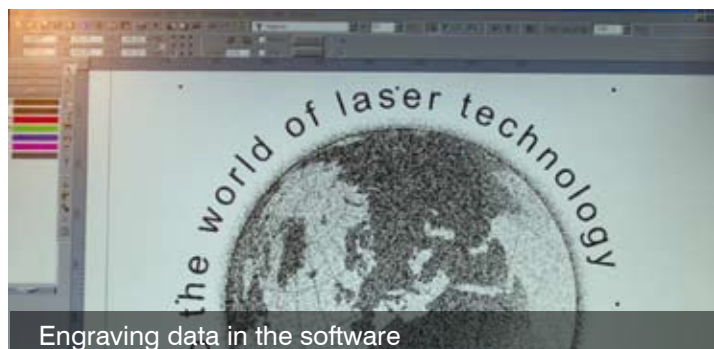 the world of laser technology
Engraving data in the software